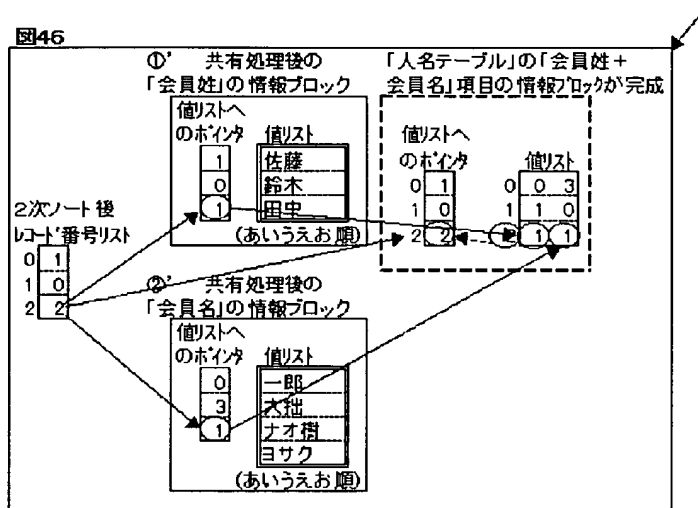 図46
①' 共有処理後の
「会員姓」の情報ブロック
値リストへ
のポインタ 値リスト
1 佐藤
0 鈴木
1 田中
(あいうえお順)
「人名テーブル」の「会員姓+
会員名」項目の情報ブロックが完成
値リストへ
のポインタ 値リスト
0 1 0 0 3
1 0 1 1 0
2 2 2 1 1
2次ソート後
レコード番号リスト
0 1
1 0
2 2
②' 共有処理後の
「会員名」の情報ブロック
値リストへ
のポインタ 値リスト
0 一郎
3 大拙
1 ナオ樹
ヨサク
(あいうえお順)